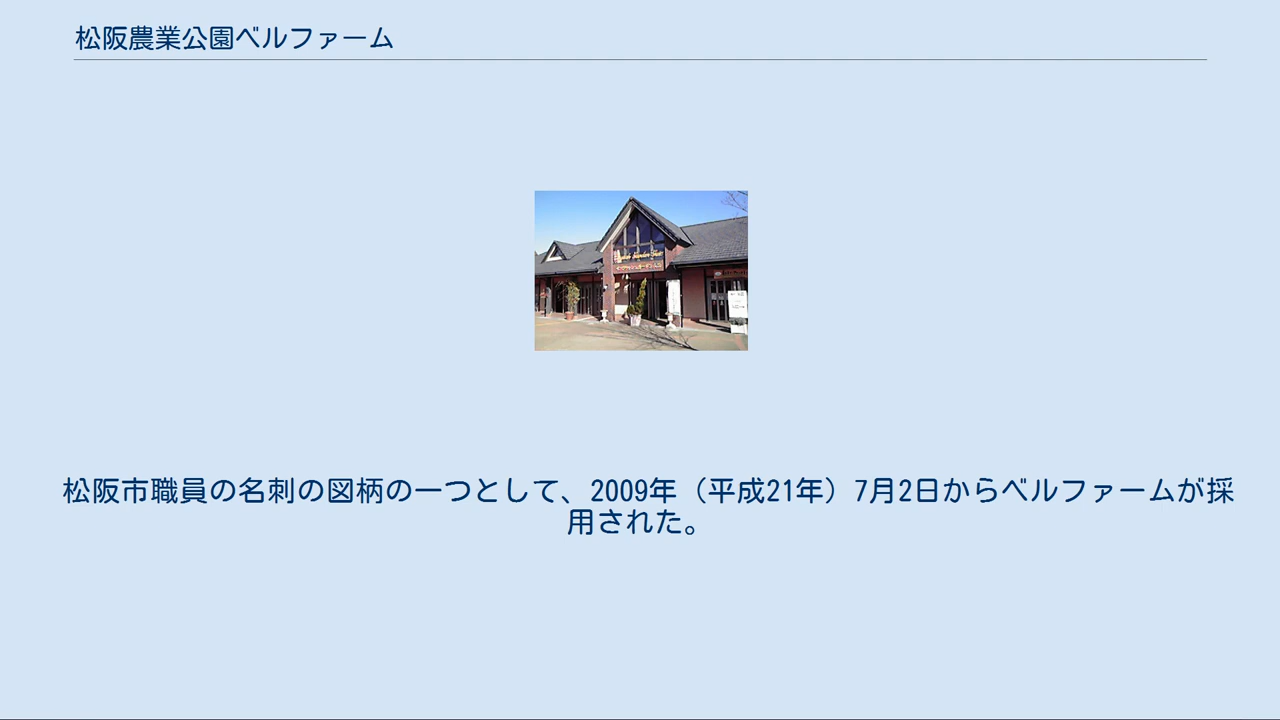 松阪農業公園ベルファーム
松阪市職員の名刺の図柄の一つとして、2009年（平成21年）7月2日からベルファームが採
用された。